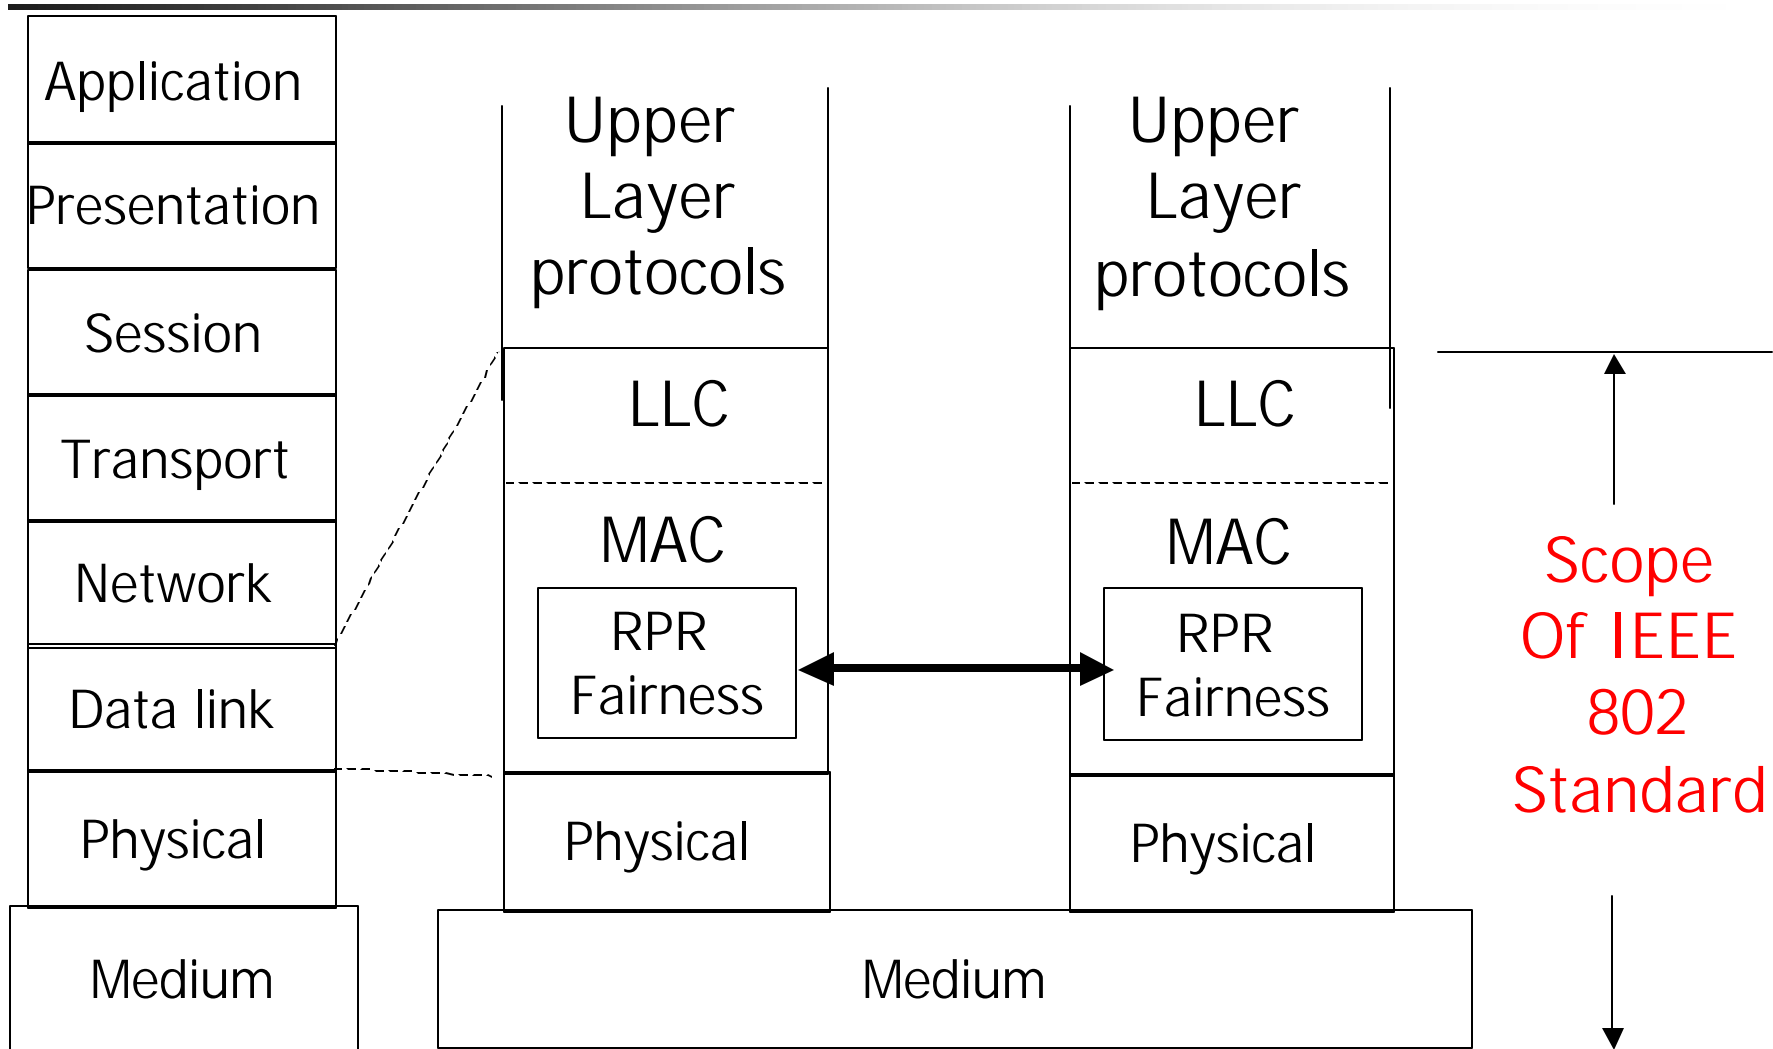 Application
Presentation
Session
Transport
Network
Data link
Physical
Medium
Upper
Layer
protocols
LLC
MAC
RPR
Fairness
Physical
Upper
Layer
protocols
LLC
MAC
RPR
Fairness
Physical
Medium
Scope
Of IEEE
802
Standard